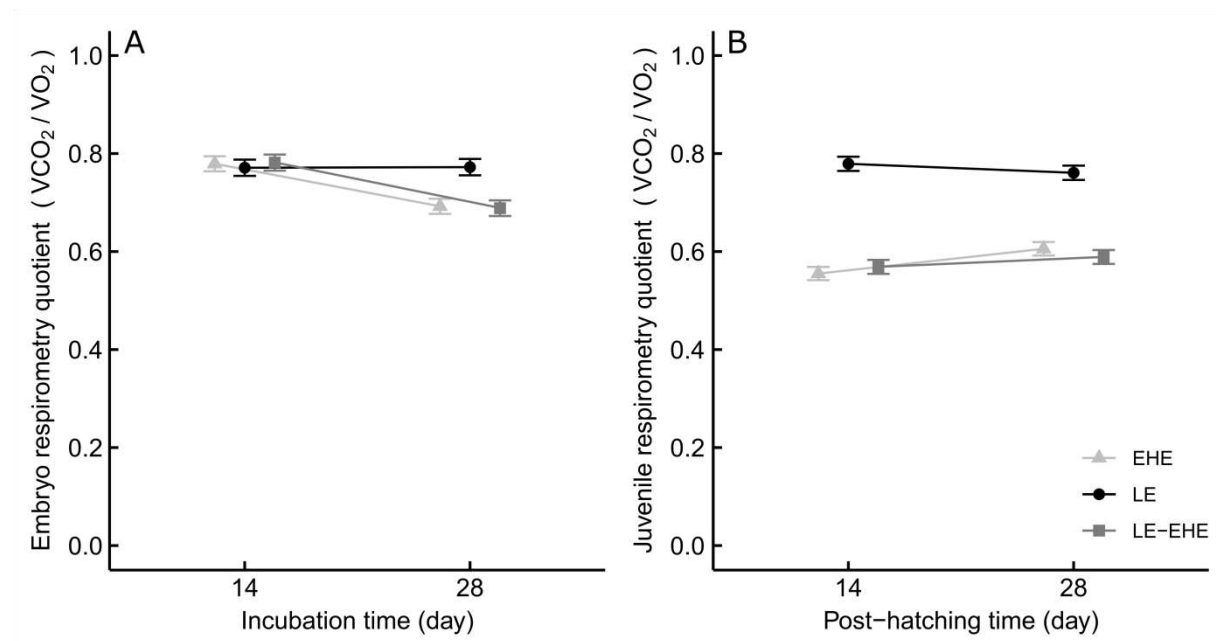 A
Embryo respirometry quotient ( VCO₂ / VO₂ )
1.0
0.8
0.6
0.4
0.2
0.0
14
28
Incubation time (day)
B
Juvenile respirometry quotient ( VCO₂ / VO₂ )
1.0
0.8
0.6
0.4
0.2
0.0
14
28
Post−hatching time (day)
EHE
LE
LE−EHE